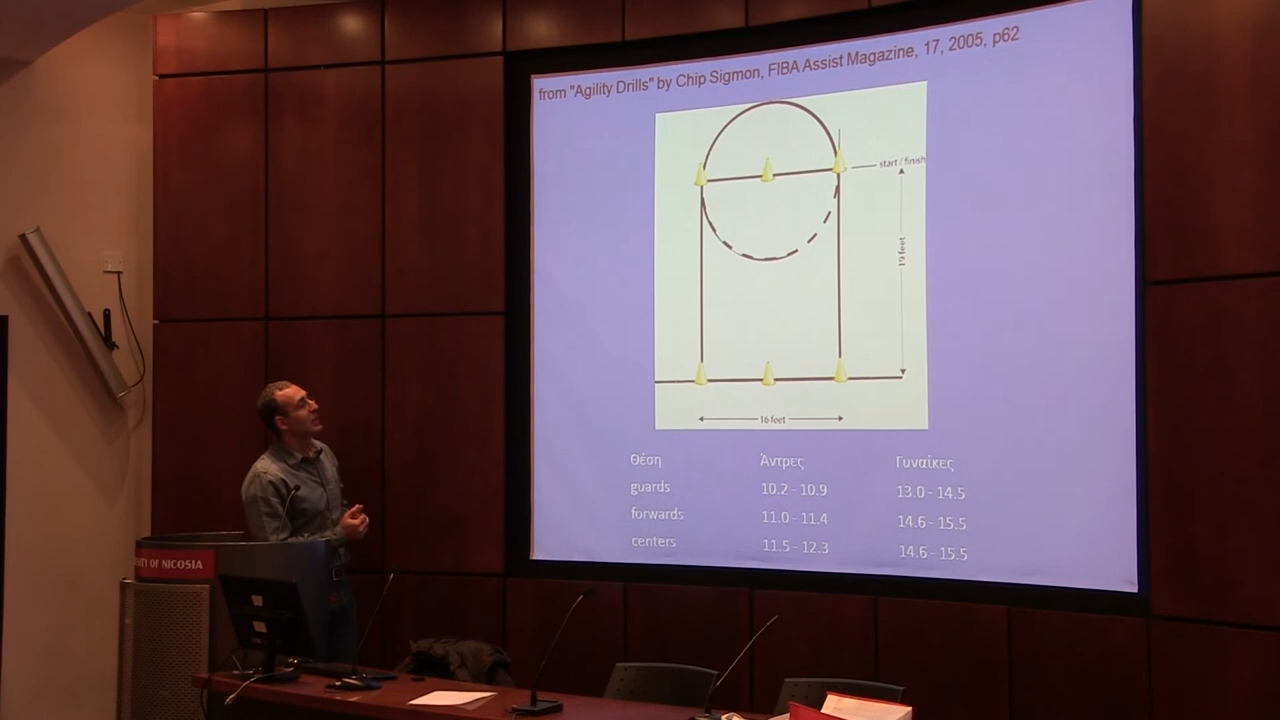 from "Agility Drills" by Chip Sigmon, FIBA Assist Magazine, 17, 2005, p62
start / finish
19 feet
16 feet
Θέση Άντρες Γυναίκες
guards 10.2 - 10.9 13.0 - 14.5
forwards 11.0 - 11.4 14.6 - 15.5
centers 11.5 - 12.3 14.6 - 15.5
SITY OF NICOSIA